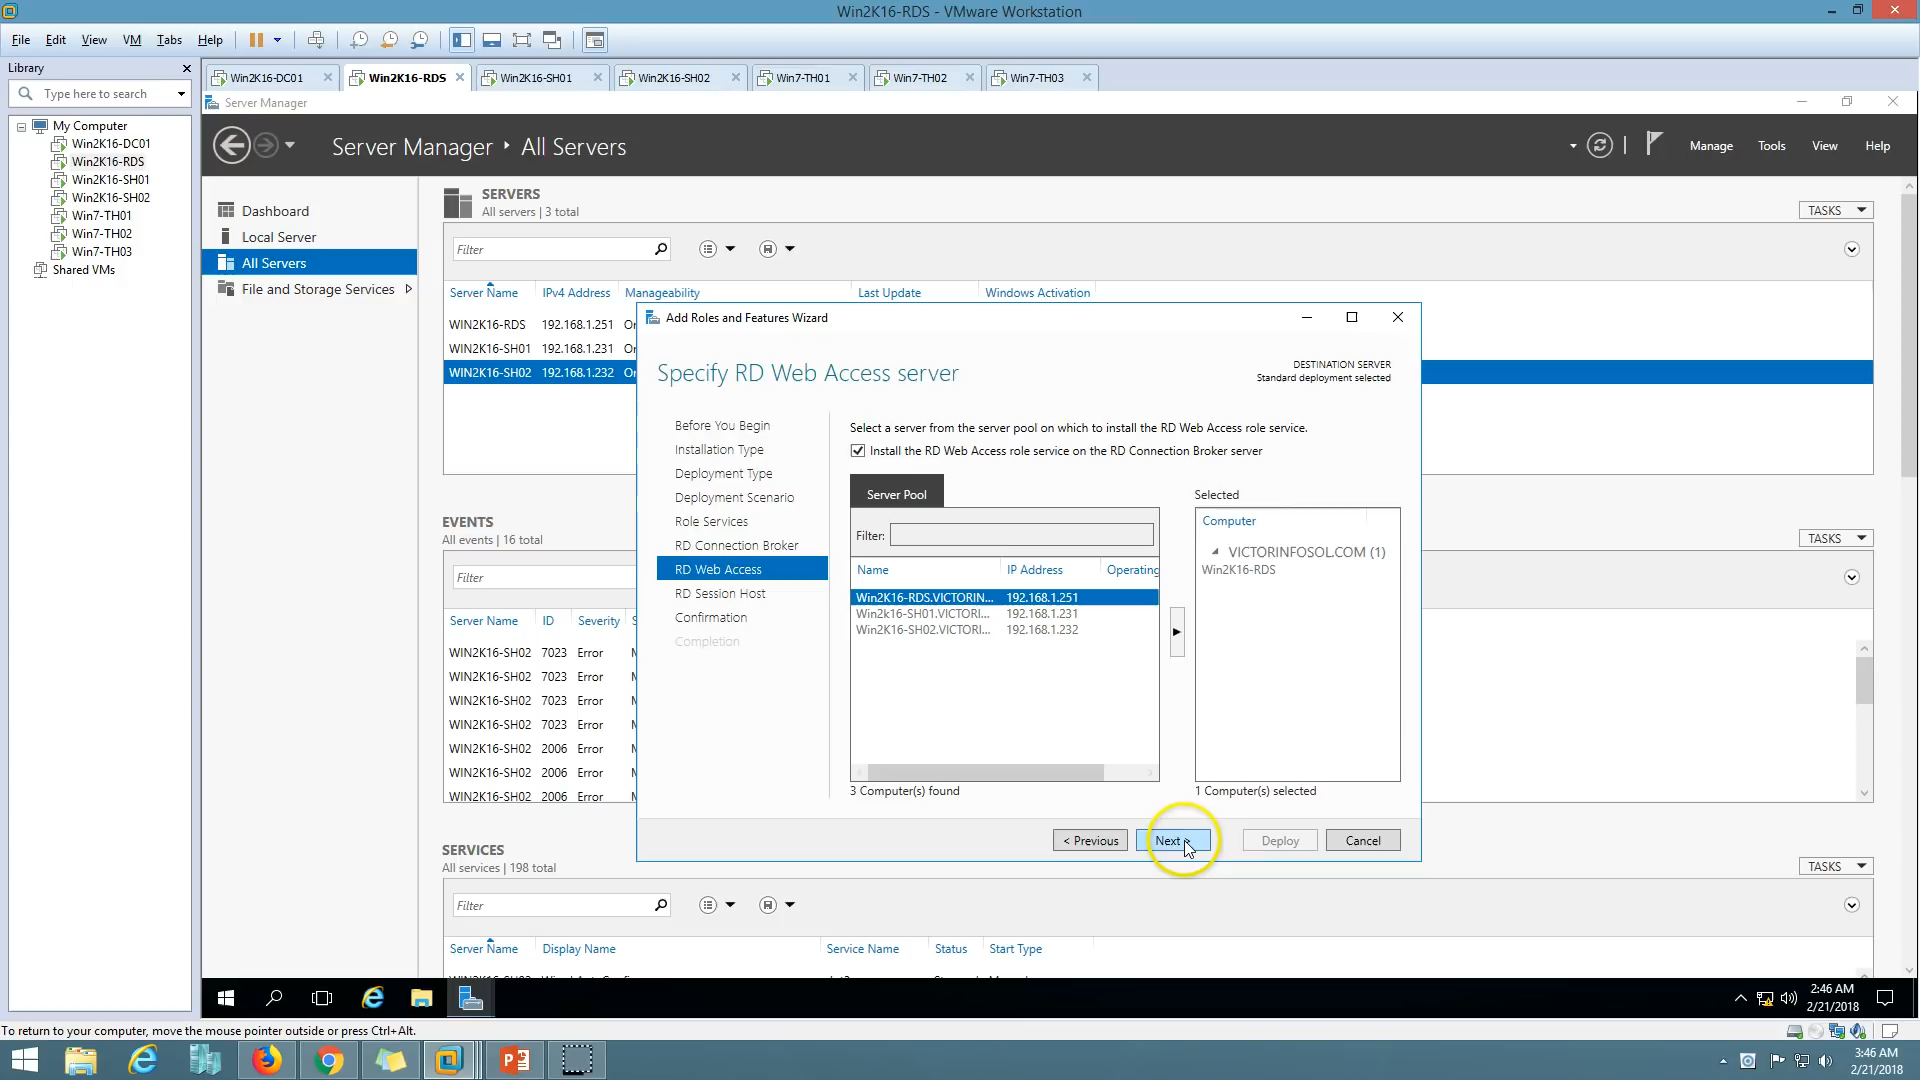 Win2K16-RDS - VMware Workstation
File Edit View VM Tabs Help
Library
Type here to search
My Computer
Win2K16-DC01
Win2K16-RDS
Win2K16-SH01
Win2K16-SH02
Win7-TH01
Win7-TH02
Win7-TH03
Shared VMs
Win2K16-DC01 Win2K16-RDS Win2K16-SH01 Win2K16-SH02 Win7-TH01 Win7-TH02 Win7-TH03
Server Manager
Server Manager All Servers
Manage Tools View Help
Dashboard
Local Server
All Servers
File and Storage Services
SERVERS
All servers | 3 total
TASKS
Filter
Server Name IPv4 Address Manageability Last Update Windows Activation
WIN2K16-RDS 192.168.1.251
WIN2K16-SH01 192.168.1.231
WIN2K16-SH02 192.168.1.232
EVENTS
All events | 16 total
TASKS
Filter
Server Name ID Severity
WIN2K16-SH02 7023 Error
WIN2K16-SH02 7023 Error
WIN2K16-SH02 7023 Error
WIN2K16-SH02 7023 Error
WIN2K16-SH02 2006 Error
WIN2K16-SH02 2006 Error
WIN2K16-SH02 2006 Error
SERVICES
All services | 198 total
TASKS
Filter
Server Name Display Name Service Name Status Start Type
Add Roles and Features Wizard
Specify RD Web Access server
DESTINATION SERVER
Standard deployment selected
Before You Begin
Installation Type
Deployment Type
Deployment Scenario
Role Services
RD Connection Broker
RD Web Access
RD Session Host
Confirmation
Completion
Select a server from the server pool on which to install the RD Web Access role service.
Install the RD Web Access role service on the RD Connection Broker server
Server Pool
Filter:
Name IP Address Operating
Win2K16-RDS.VICTORIN... 192.168.1.251
Win2k16-SH01.VICTORI... 192.168.1.231
Win2k16-SH02.VICTORI... 192.168.1.232
3 Computer(s) found
Selected
Computer
VICTORINFOSOL.COM (1)
Win2K16-RDS
1 Computer(s) selected
< Previous Next Deploy Cancel
2:46 AM
2/21/2018
To return to your computer, move the mouse pointer outside or press Ctrl+Alt.
3:46 AM
2/21/2018